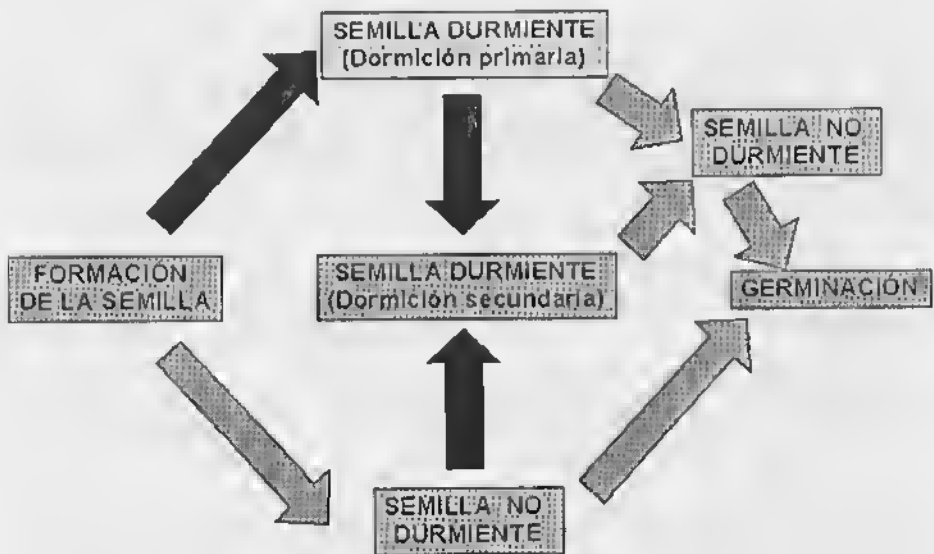 SEMILLA DURMIENTE
(Dormición primaria)
SEMILLA NO
DURMIENTE
FORMACIÓN
DE LA SEMILLA
SEMILLA DURMIENTE
(Dormición secundaria)
GERMINACIÓN
SEMILLA NO
DURMIENTE